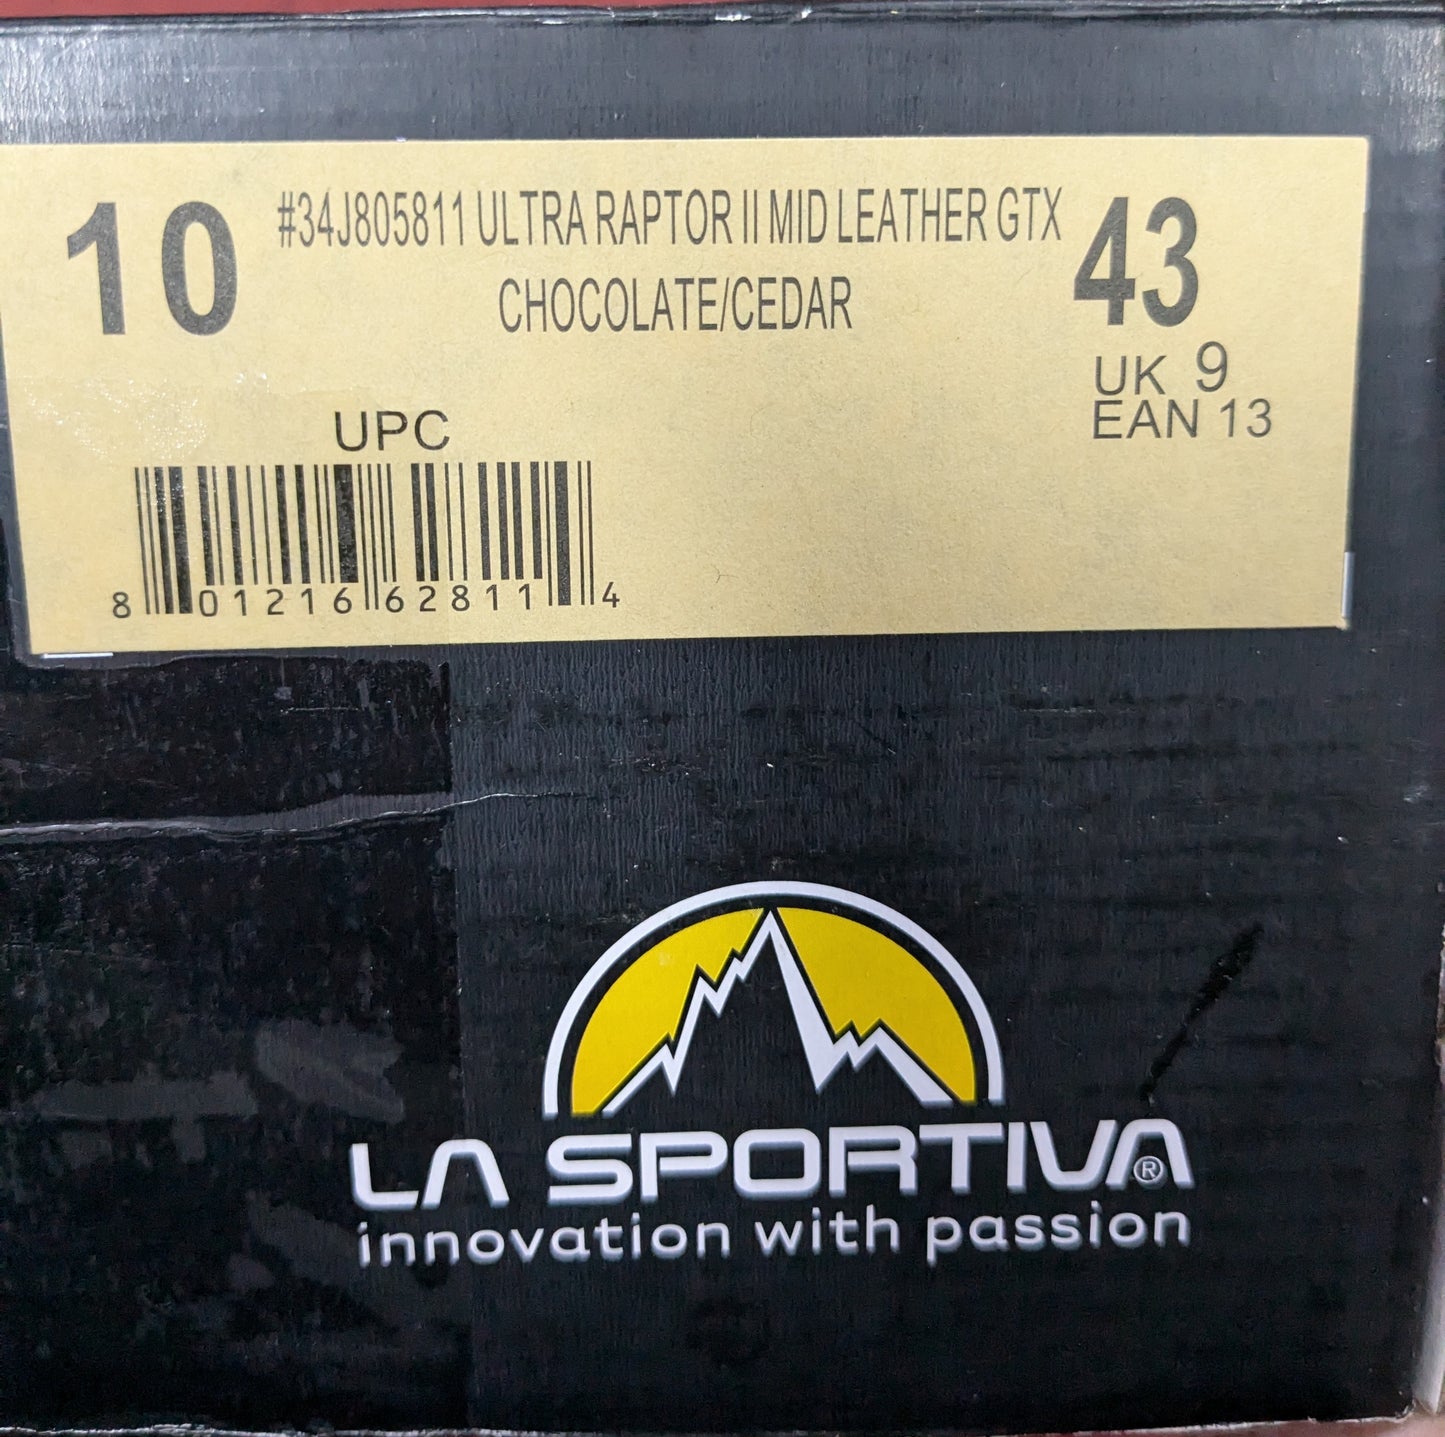 10
#34J805811 ULTRA RAPTOR II MID LEATHER GTX
CHOCOLATE/CEDAR
43
UK 9
EAN 13
UPC
8 01216 62811 4
LA SPORTIVA®
innovation with passion